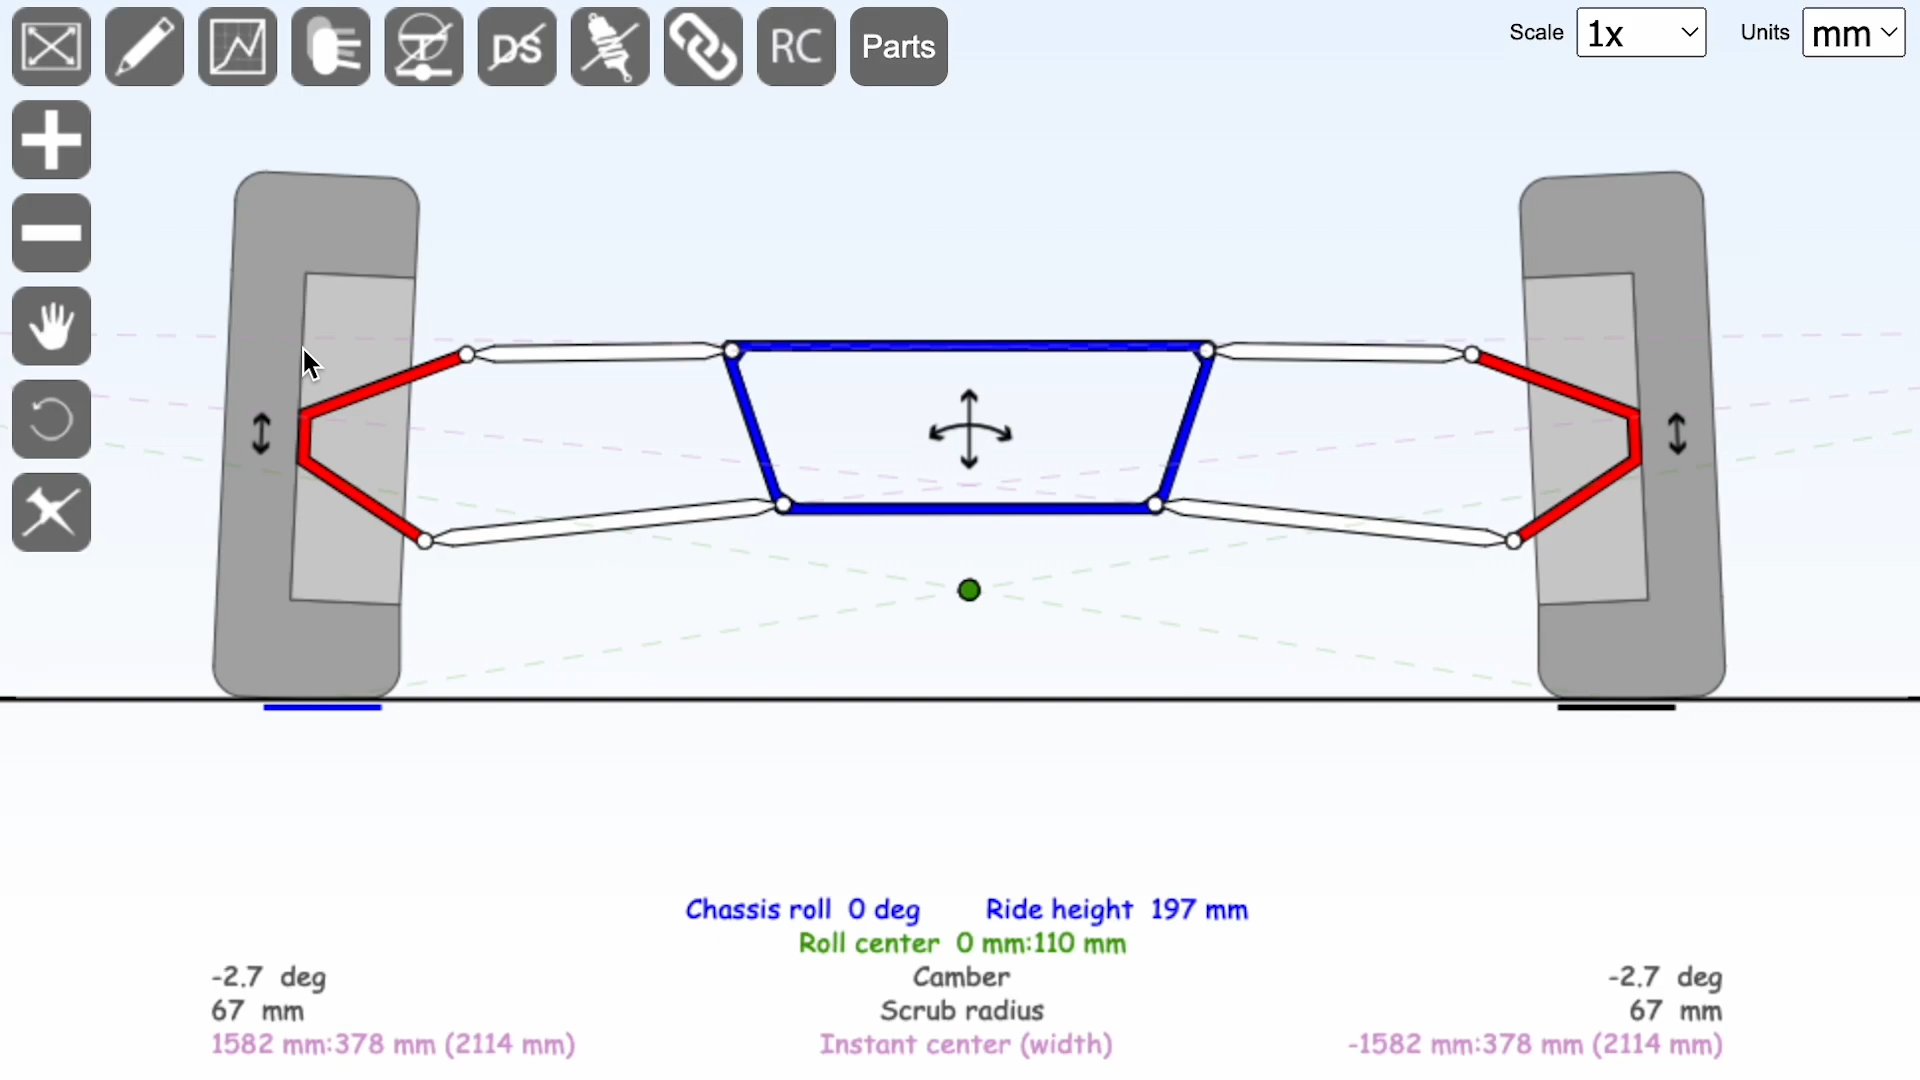 DS RC Parts Scale 1x Units mm
Chassis roll 0 deg Ride height 197 mm
Roll center 0 mm:110 mm
-2.7 deg Camber -2.7 deg
67 mm Scrub radius 67 mm
1582 mm:378 mm (2114 mm) Instant center (width) -1582 mm:378 mm (2114 mm)